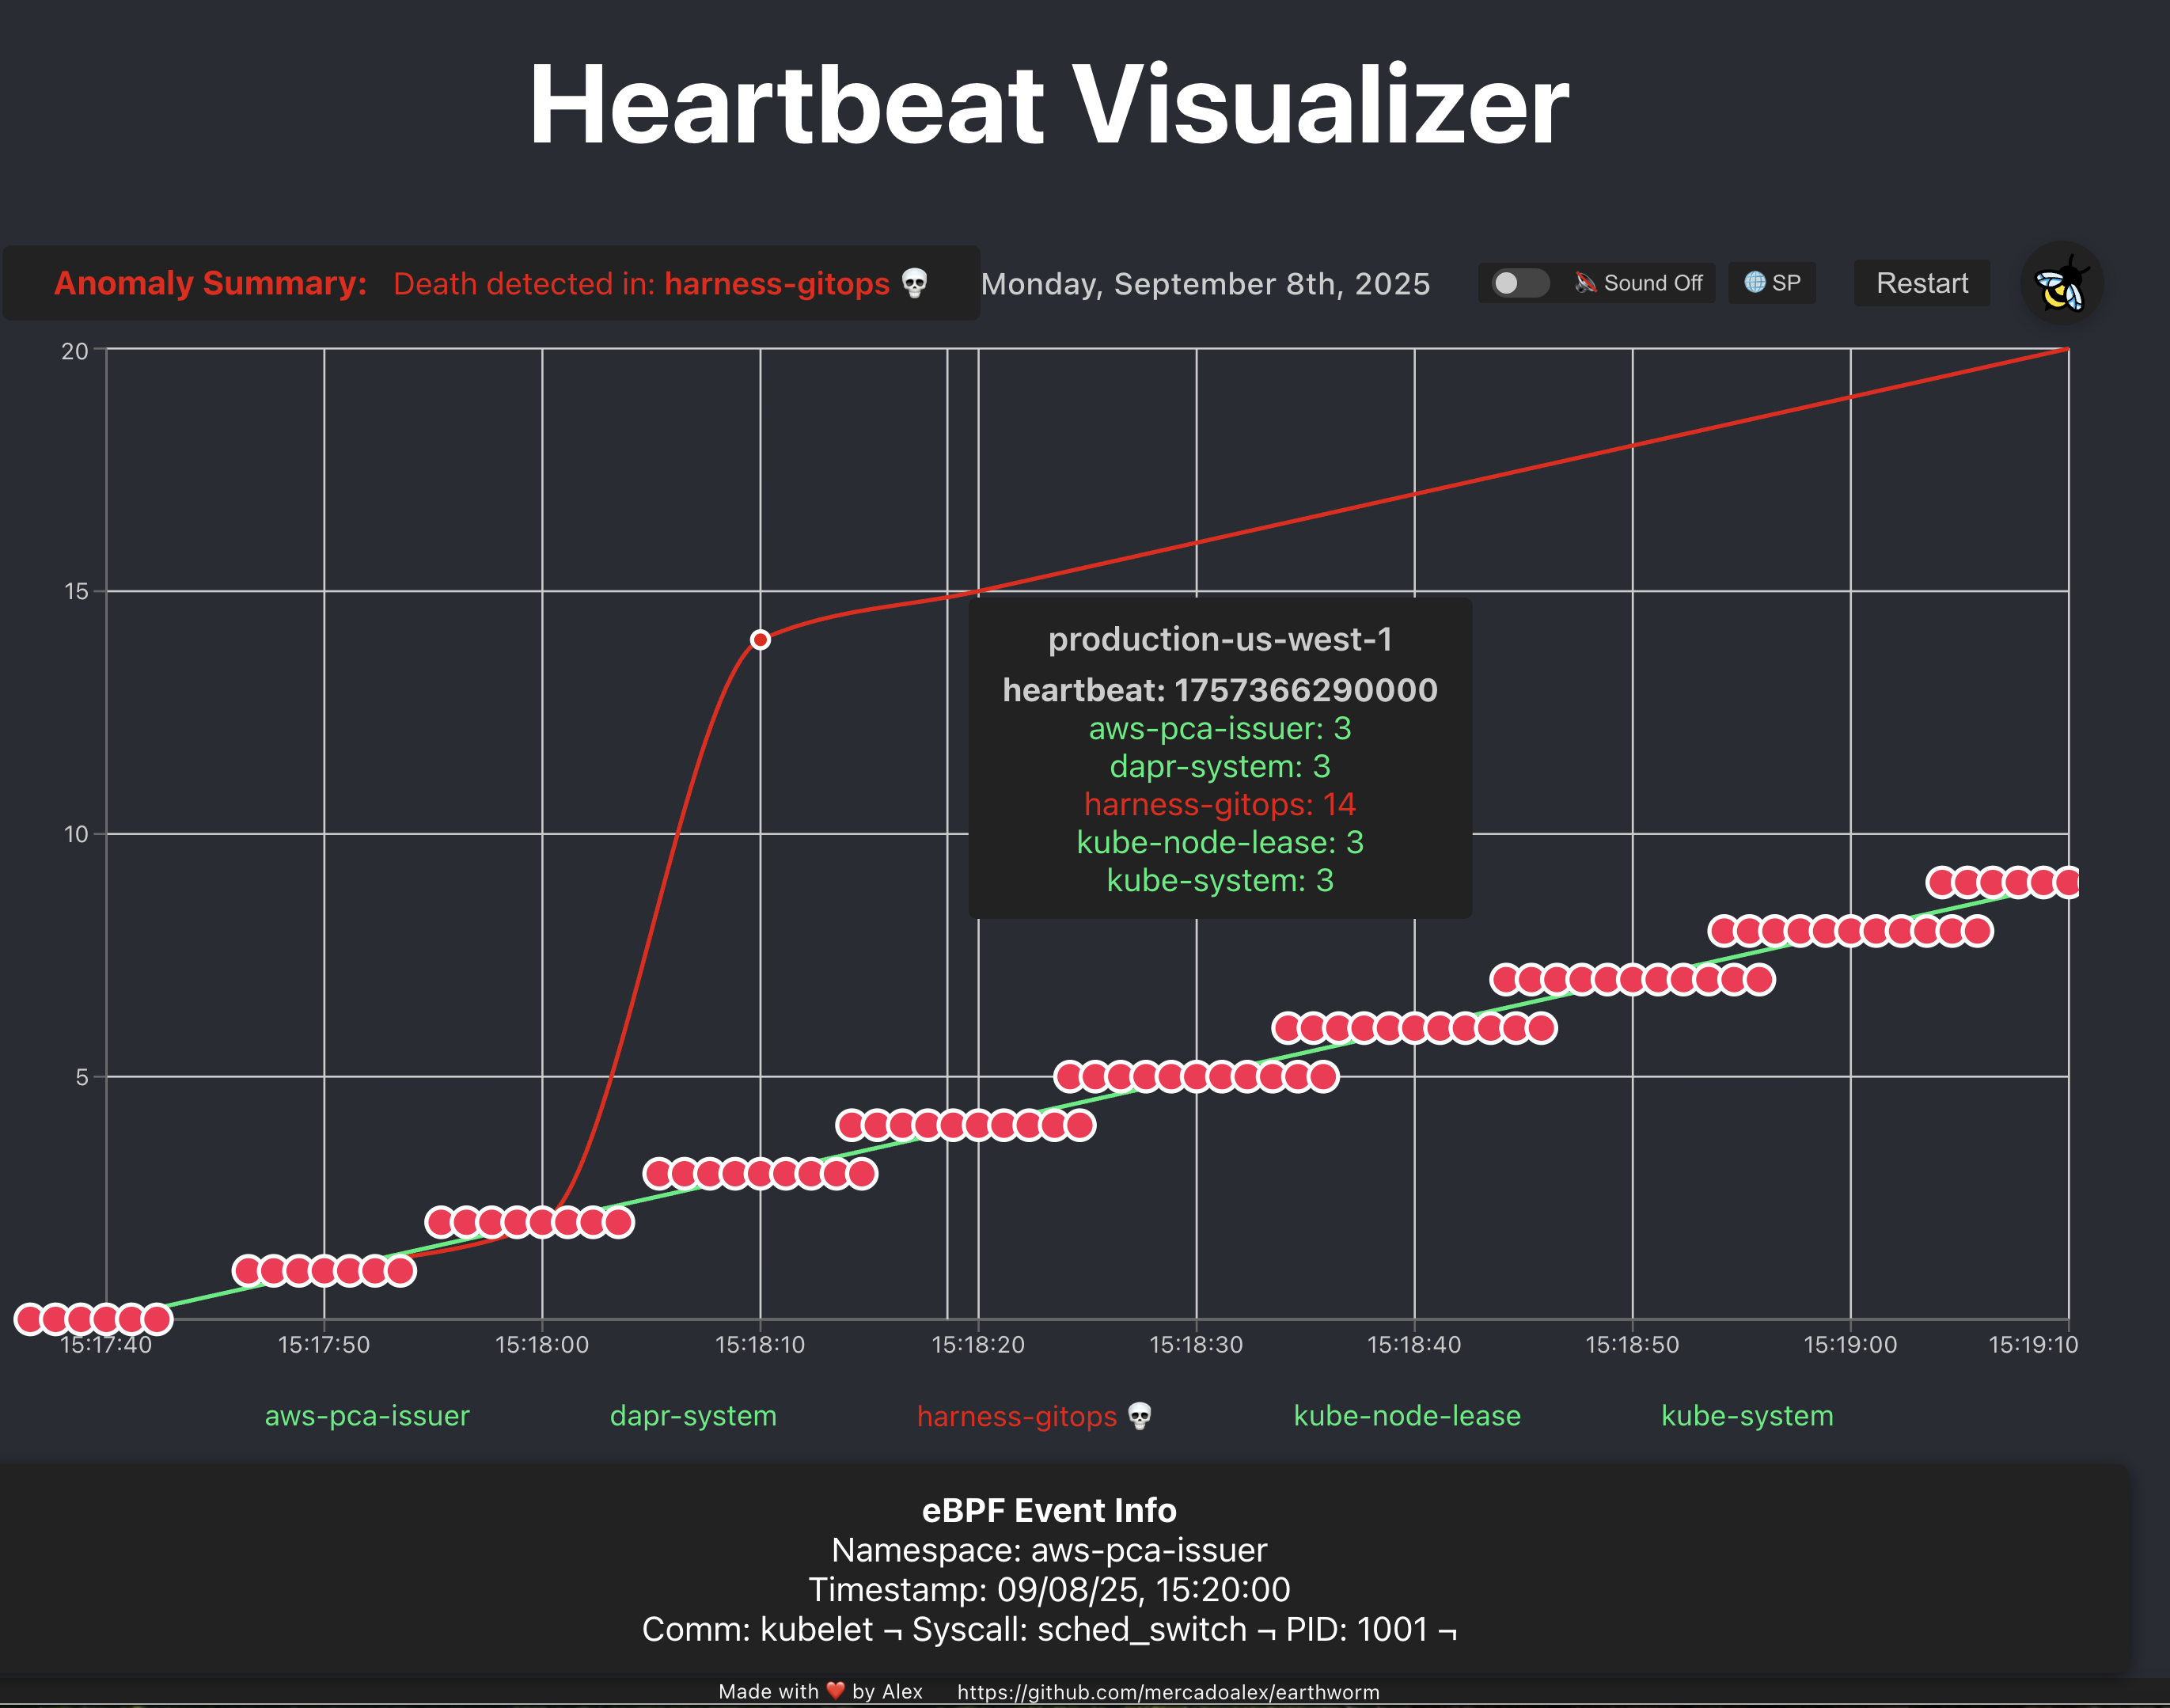 Heartbeat Visualizer
Anomaly Summary: Death detected in: harness-gitops 💀 Monday, September 8th, 2025 Sound Off 🌐 SP Restart
20
15
10
5
production-us-west-1
heartbeat: 1757366290000
aws-pca-issuer: 3
dapr-system: 3
harness-gitops: 14
kube-node-lease: 3
kube-system: 3
15:17:40 15:17:50 15:18:00 15:18:10 15:18:20 15:18:30 15:18:40 15:18:50 15:19:00 15:19:10
aws-pca-issuer dapr-system harness-gitops 💀 kube-node-lease kube-system
eBPF Event Info
Namespace: aws-pca-issuer
Timestamp: 09/08/25, 15:20:00
Comm: kubelet ¬ Syscall: sched_switch ¬ PID: 1001 ¬
Made with ❤️ by Alex https://github.com/mercadoalex/earthworm